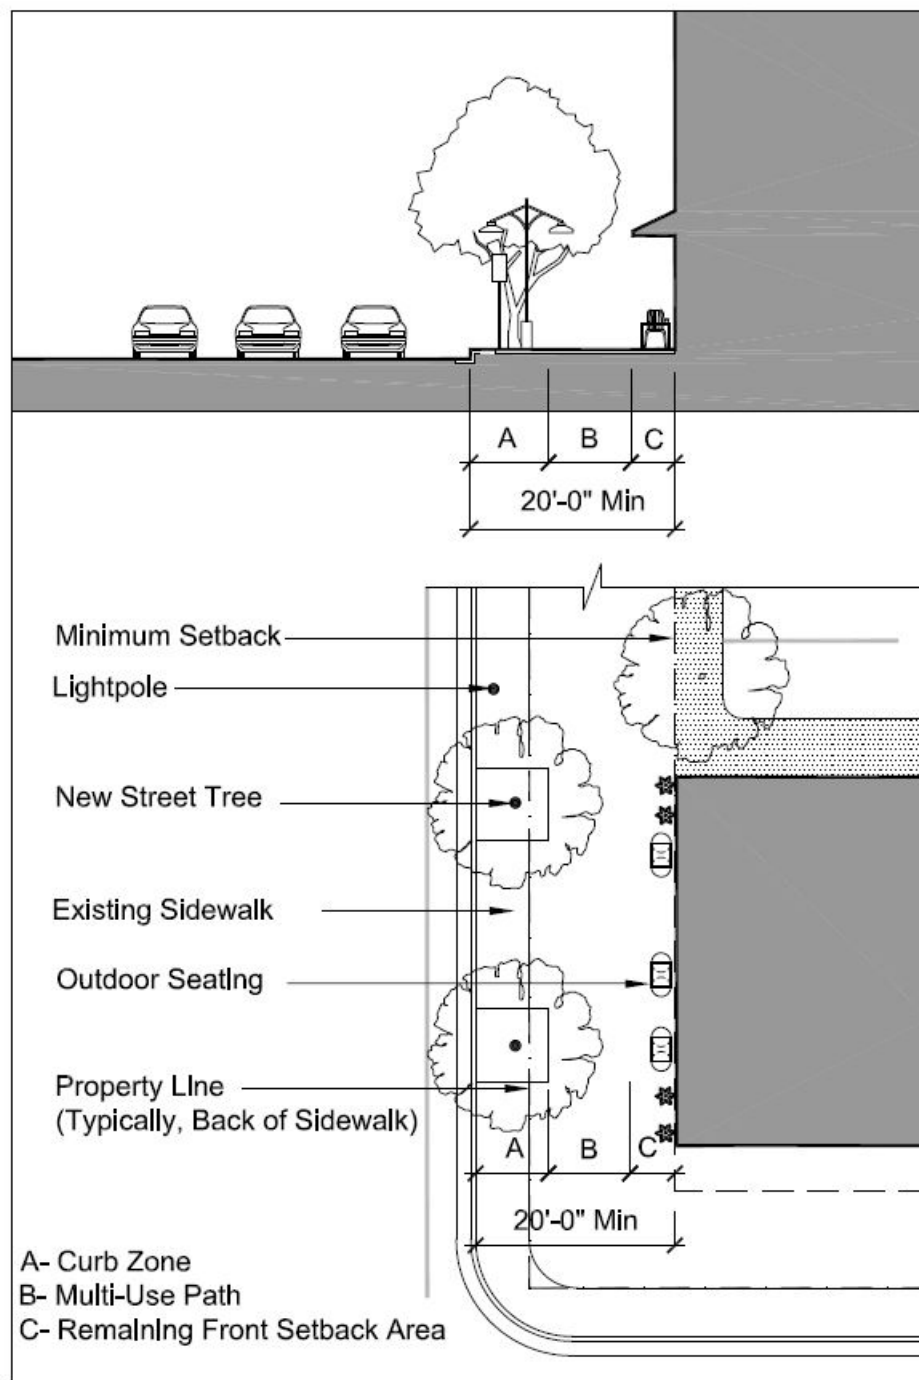 A B C
20'-0" Min
Minimum Setback
Lightpole
New Street Tree
Existing Sidewalk
Outdoor Seating
Property Line
(Typically, Back of Sidewalk)
A B C
20'-0" Min
A- Curb Zone
B- Multi-Use Path
C- Remaining Front Setback Area